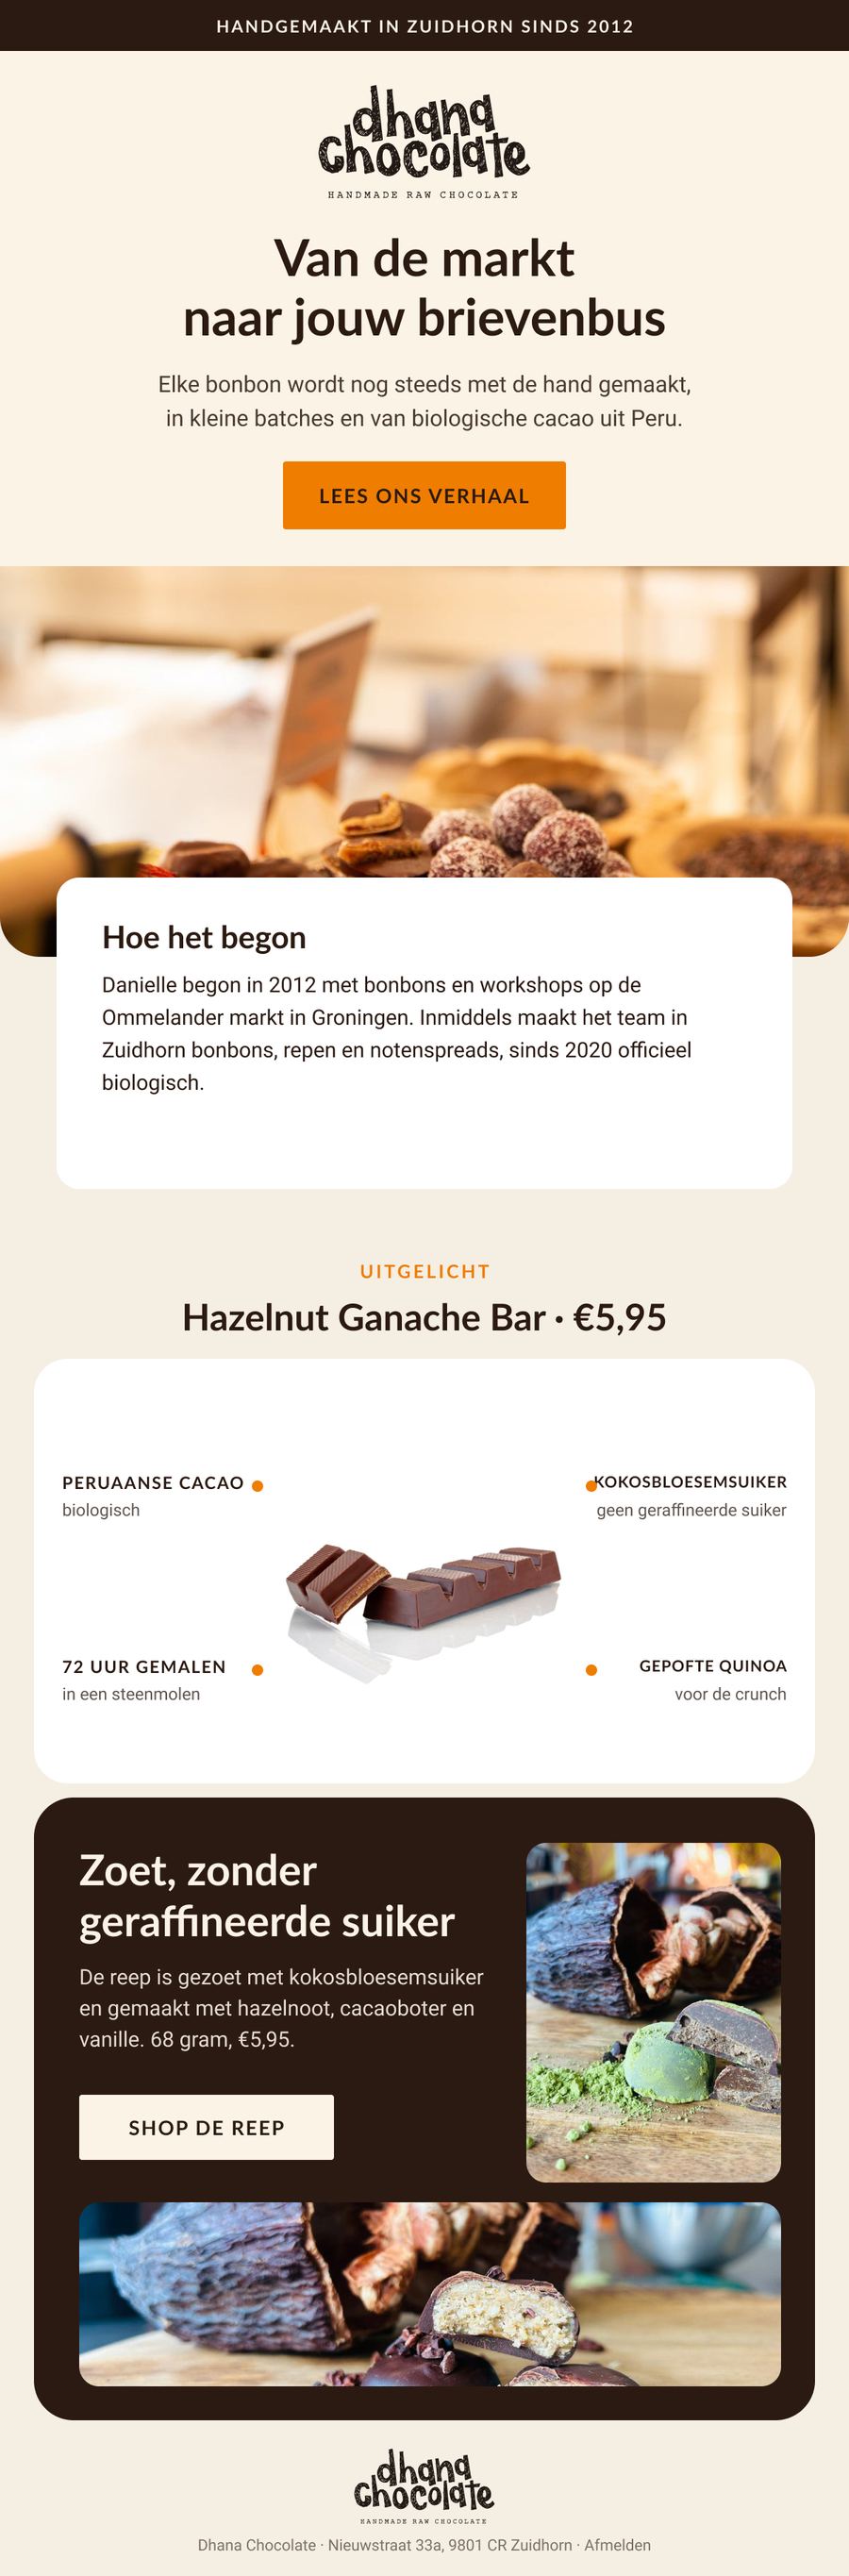 HANDGEMAAKT IN ZUIDHORN SINDS 2012
dhana
chocolate
HANDMADE RAW CHOCOLATE
Van de markt
naar jouw brievenbus
Elke bonbon wordt nog steeds met de hand gemaakt,
in kleine batches en van biologische cacao uit Peru.
LEES ONS VERHAAL
Hoe het begon
Danielle begon in 2012 met bonbons en workshops op de
Ommelander markt in Groningen. Inmiddels maakt het team in
Zuidhorn bonbons, repen en notenspreads, sinds 2020 officieel
biologisch.
UITGELICHT
Hazelnut Ganache Bar · €5,95
PERUAANSE CACAO
biologisch
KOKOSBLOESEMSUIKER
geen geraffineerde suiker
72 UUR GEMALEN
in een steenmolen
GEPOFTE QUINOA
voor de crunch
Zoet, zonder
geraffineerde suiker
De reep is gezoet met kokosbloesemsuiker
en gemaakt met hazelnoot, cacaoboter en
vanille. 68 gram, €5,95.
SHOP DE REEP
dhana
chocolate
HANDMADE RAW CHOCOLATE
Dhana Chocolate · Nieuwstraat 33a, 9801 CR Zuidhorn · Afmelden